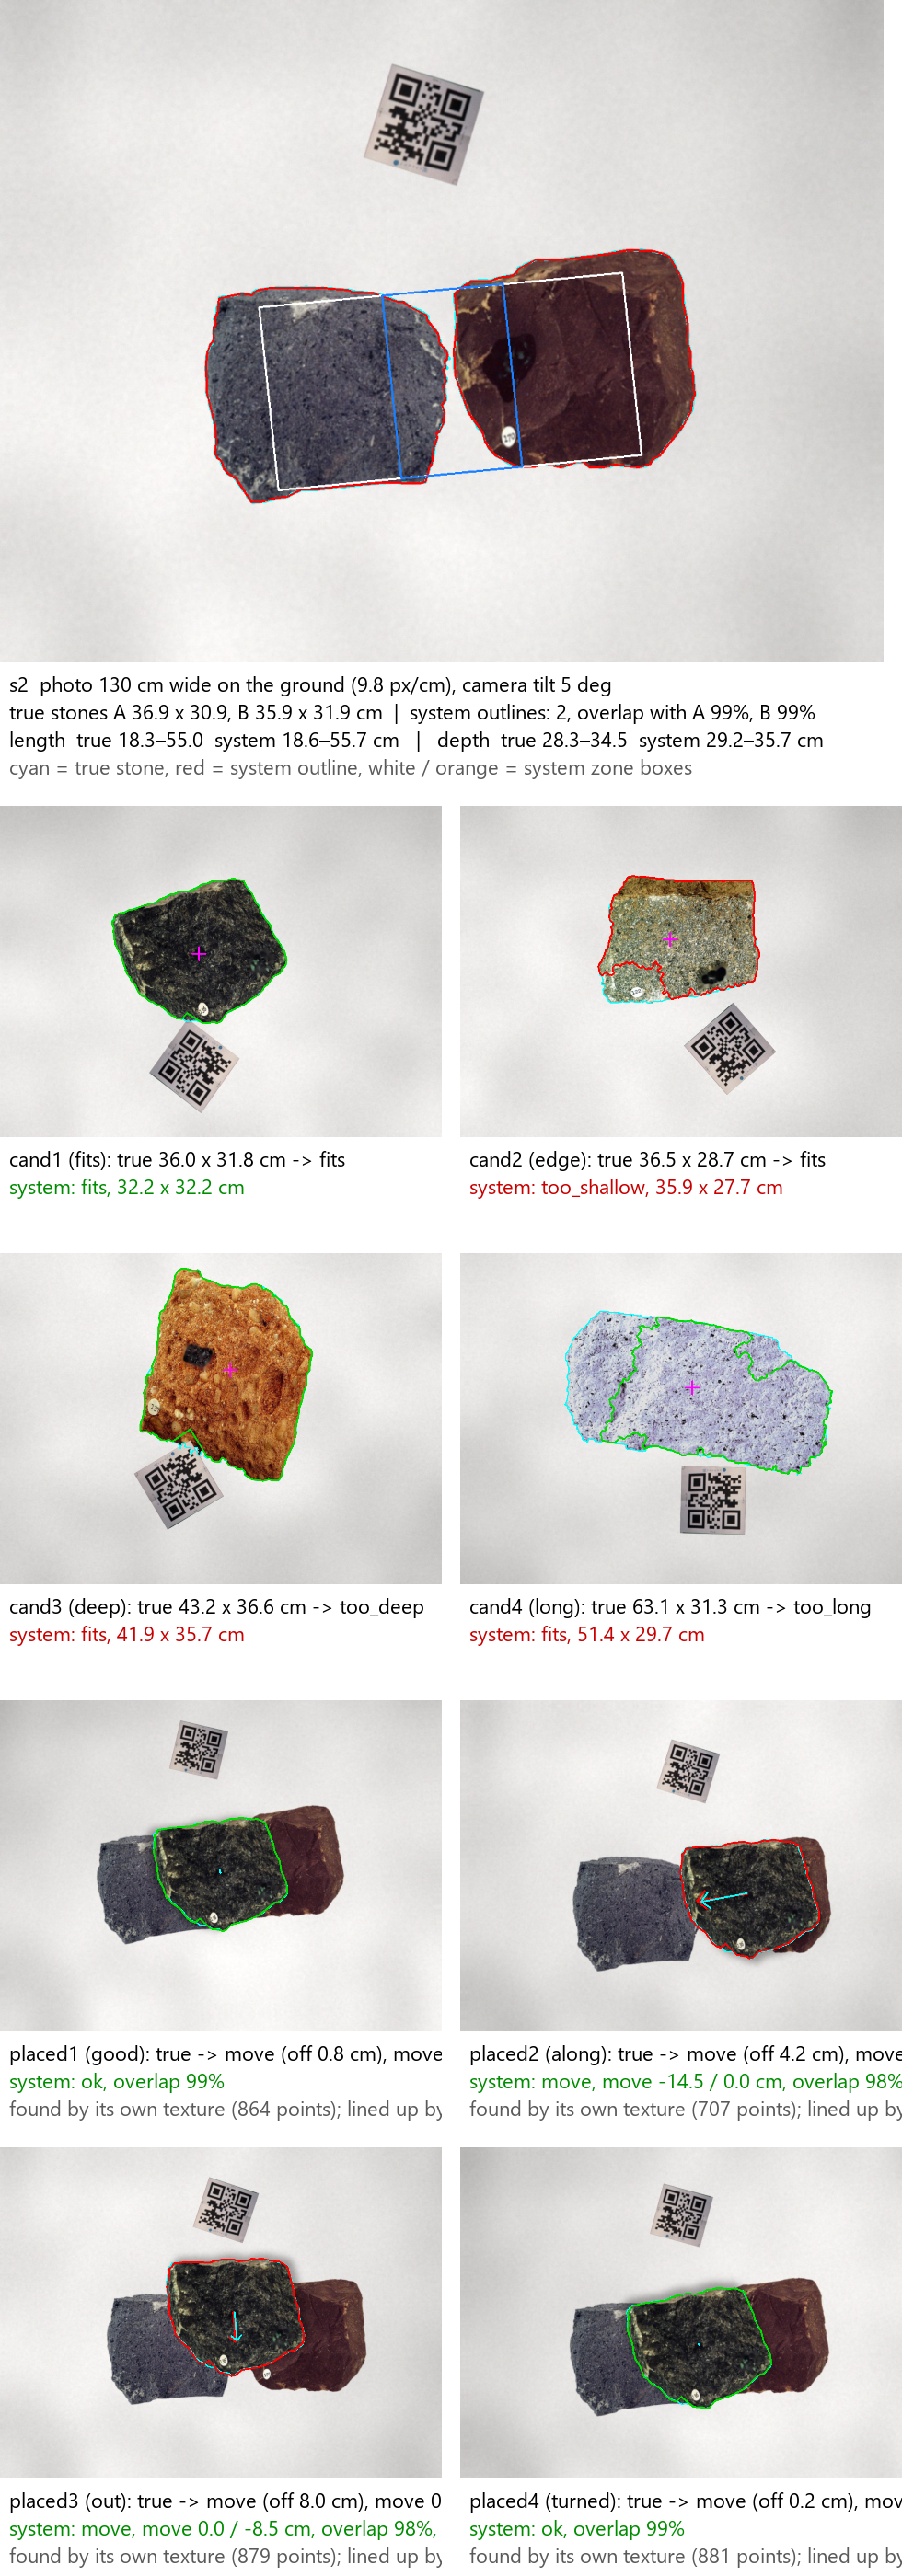 s2 photo 130 cm wide on the ground (9.8 px/cm), camera tilt 5 deg
true stones A 36.9 x 30.9, B 35.9 x 31.9 cm | system outlines: 2, overlap with A 99%, B 99%
length true 18.3–55.0 system 18.6–55.7 cm | depth true 28.3–34.5 system 29.2–35.7 cm
cyan = true stone, red = system outline, white / orange = system zone boxes
cand1 (fits): true 36.0 x 31.8 cm -> fits
system: fits, 32.2 x 32.2 cm
cand2 (edge): true 36.5 x 28.7 cm -> fits
system: too_shallow, 35.9 x 27.7 cm
cand3 (deep): true 43.2 x 36.6 cm -> too_deep
system: fits, 41.9 x 35.7 cm
cand4 (long): true 63.1 x 31.3 cm -> too_long
system: fits, 51.4 x 29.7 cm
placed1 (good): true -> move (off 0.8 cm), move
system: ok, overlap 99%
found by its own texture (864 points); lined up by
placed2 (along): true -> move (off 4.2 cm), move
system: move, move -14.5 / 0.0 cm, overlap 98%
found by its own texture (707 points); lined up by
placed3 (out): true -> move (off 8.0 cm), move 0
system: move, move 0.0 / -8.5 cm, overlap 98%,
found by its own texture (879 points); lined up by
placed4 (turned): true -> move (off 0.2 cm), mov
system: ok, overlap 99%
found by its own texture (881 points); lined up by